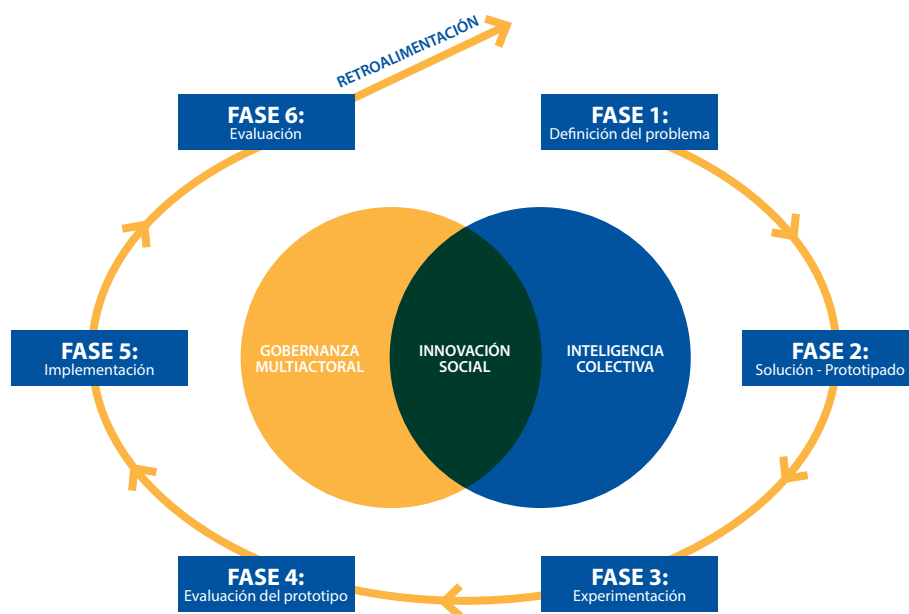 RETROALIMENTACIÓN
FASE 6:
Evaluación
FASE 1:
Definición del problema
GOBERNANZA
MULTIACTORAL
INNOVACIÓN
SOCIAL
INTELIGENCIA
COLECTIVA
FASE 5:
Implementación
FASE 2:
Solución - Prototipado
FASE 4:
Evaluación del prototipo
FASE 3:
Experimentación